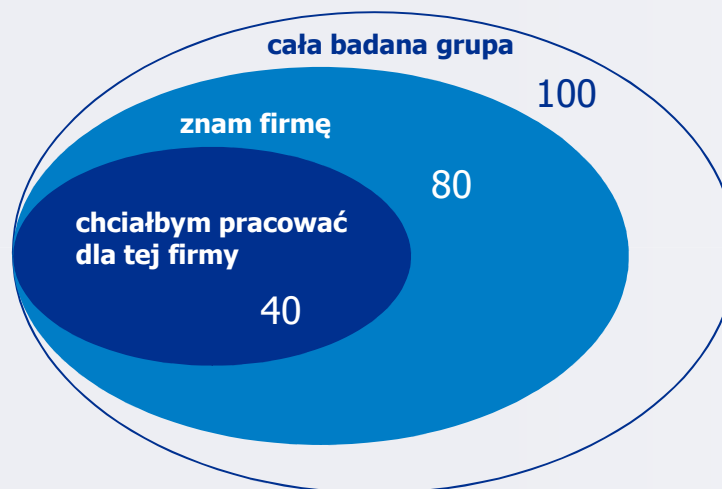 cała badana grupa
100
znam firmę
80
chciałbym pracować
dla tej firmy
40